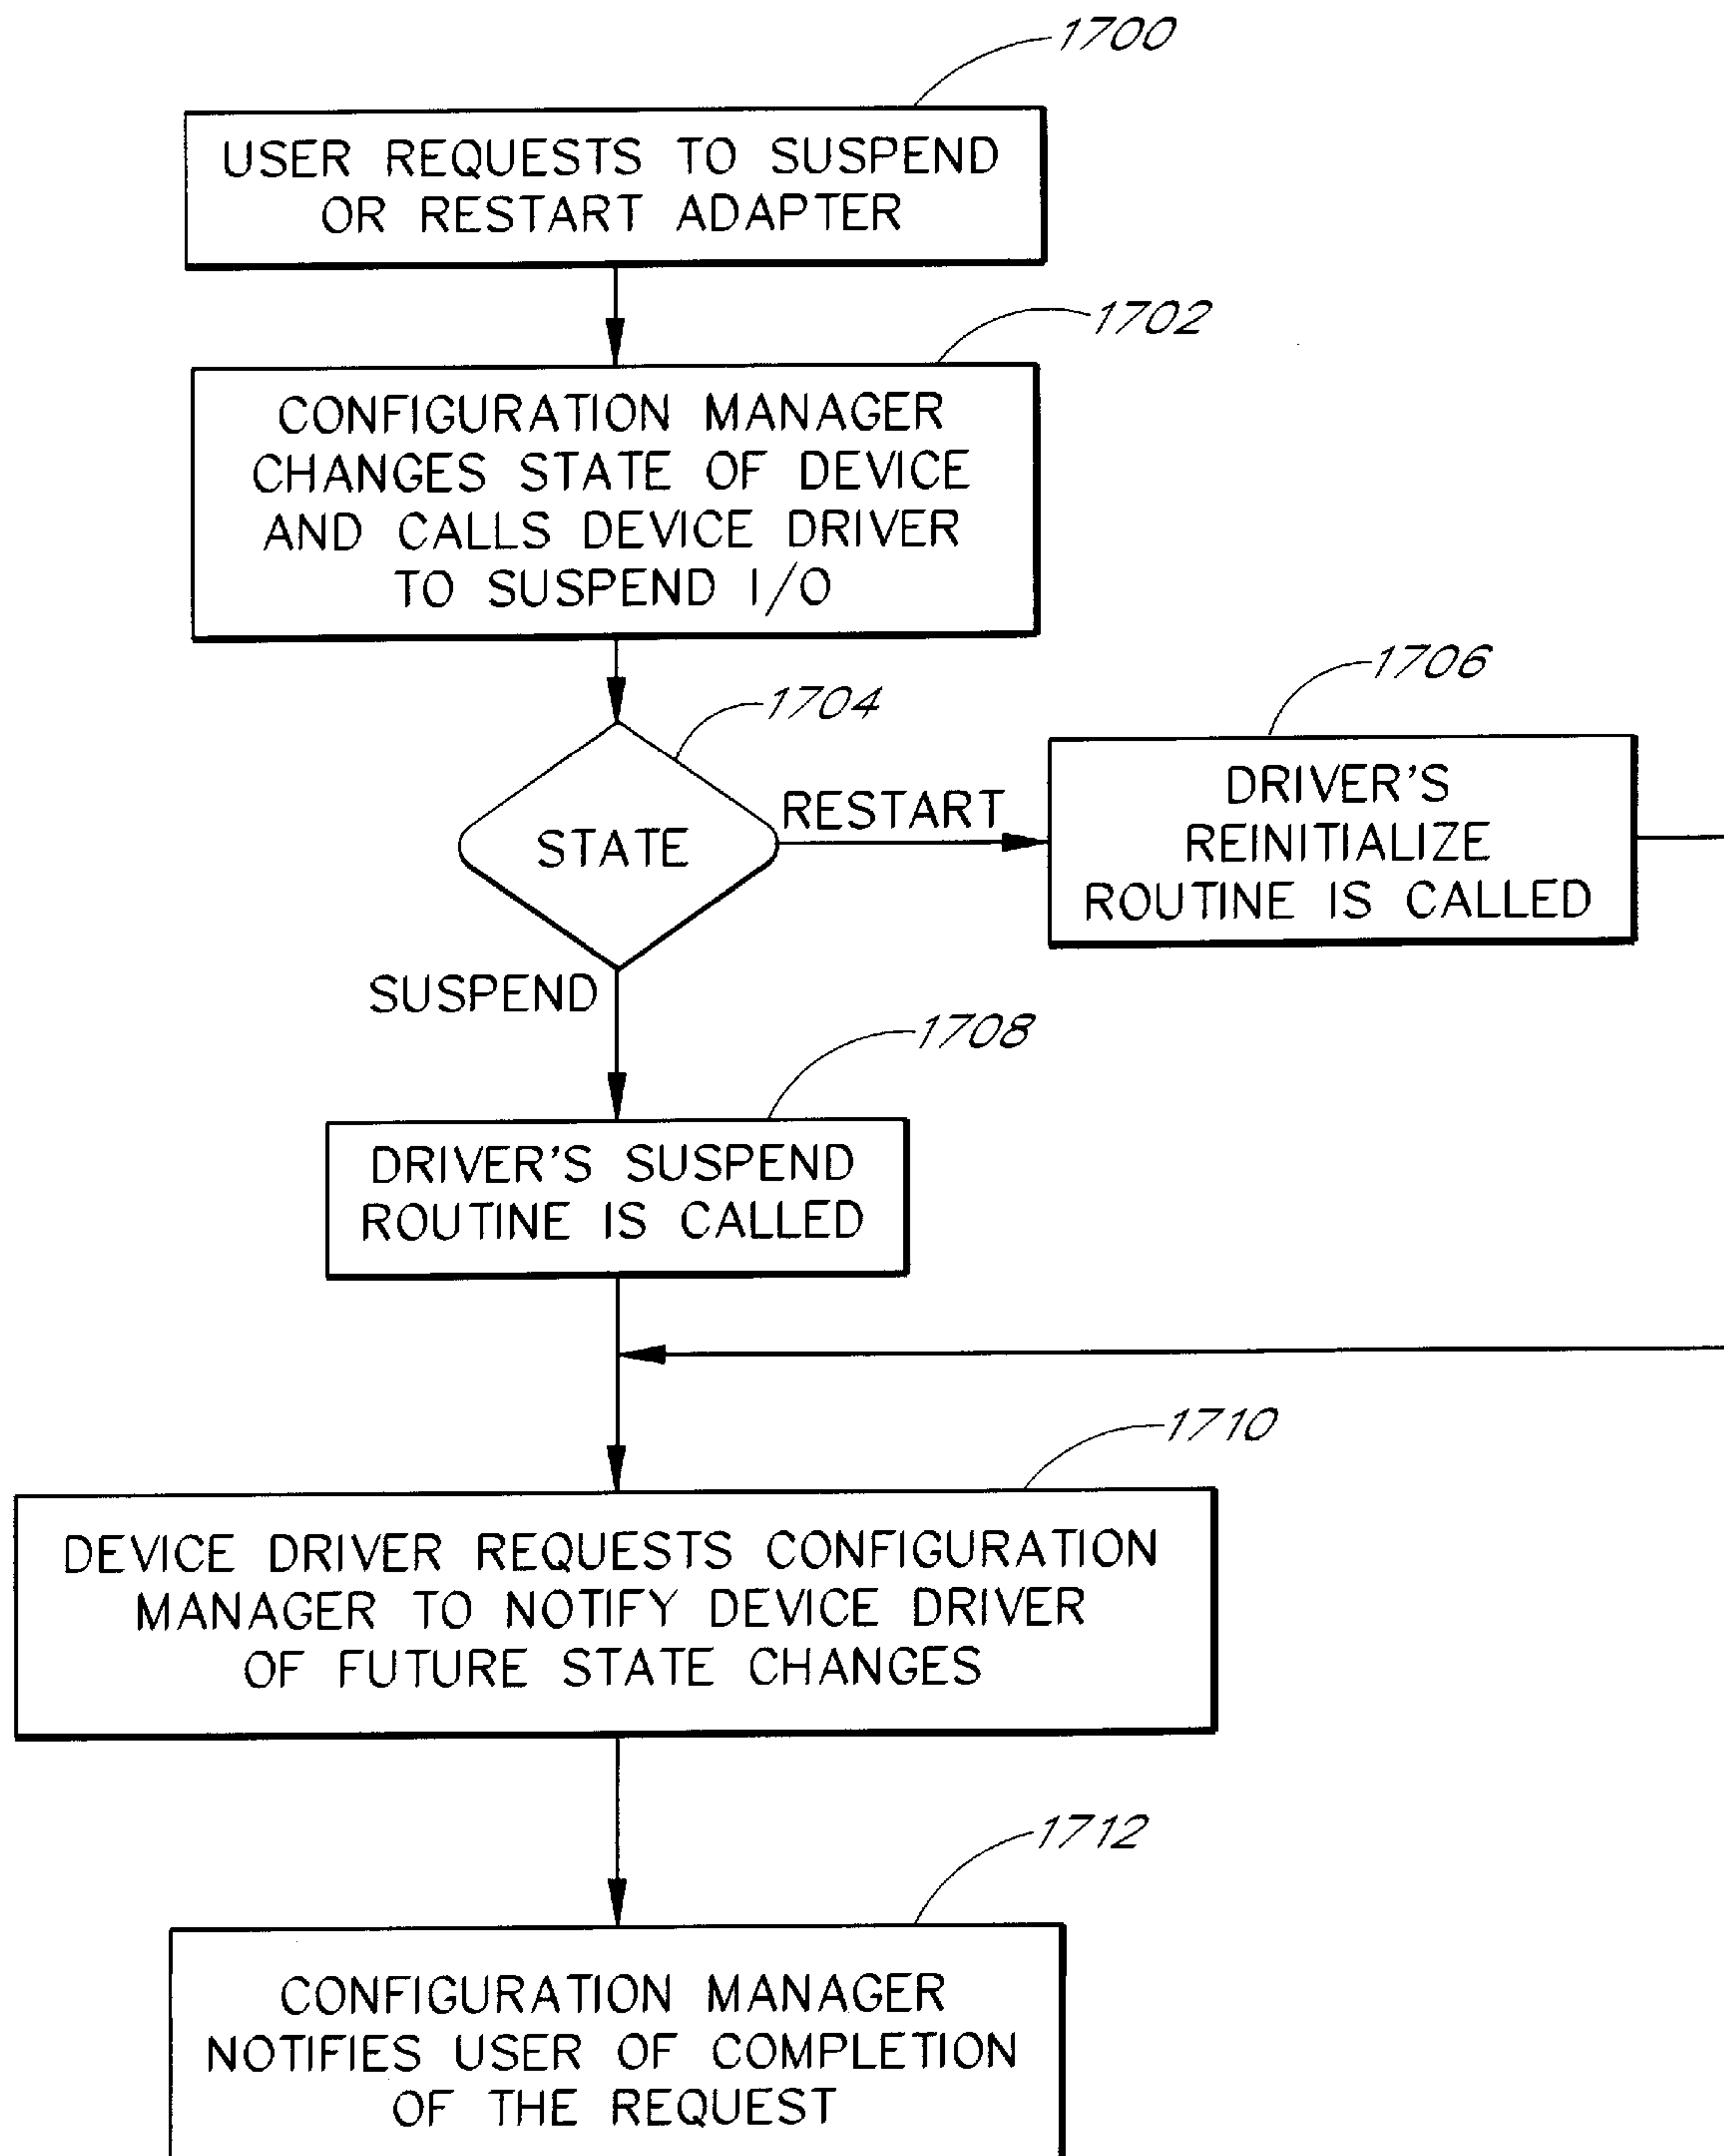 1700
USER REQUESTS TO SUSPEND
OR RESTART ADAPTER
1702
CONFIGURATION MANAGER
CHANGES STATE OF DEVICE
AND CALLS DEVICE DRIVER
TO SUSPEND I/O
1704
STATE
RESTART
1706
DRIVER'S
REINITIALIZE
ROUTINE IS CALLED
SUSPEND
1708
DRIVER'S SUSPEND
ROUTINE IS CALLED
1710
DEVICE DRIVER REQUESTS CONFIGURATION
MANAGER TO NOTIFY DEVICE DRIVER
OF FUTURE STATE CHANGES
1712
CONFIGURATION MANAGER
NOTIFIES USER OF COMPLETION
OF THE REQUEST